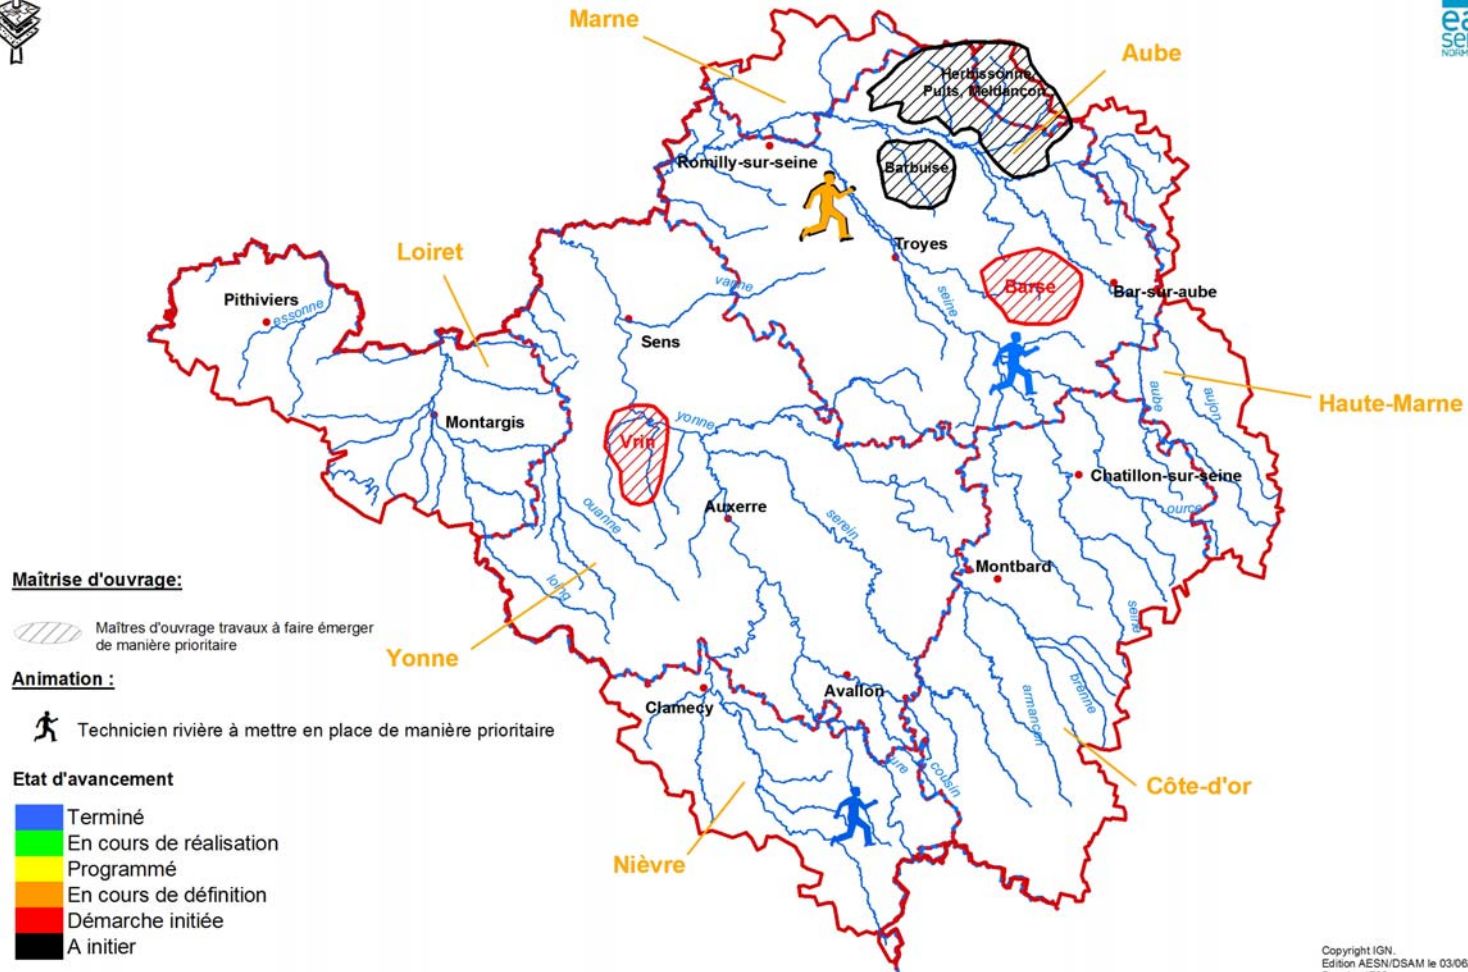 Marne
Aube
ea
se
NORM
Herbissonne,
Puits, Meldançon
Romilly-sur-seine
Barbuise
Loiret
Troyes
Pithiviers
essonne
vanne
seine
Barse
Bar-sur-aube
Sens
Haute-Marne
aube
aujon
Montargis
yonne
Vrin
Chatillon-sur-seine
ource
Auxerre
ouanne
serein
Montbard
loing
seine
Maîtrise d'ouvrage:
Maîtres d'ouvrage travaux à faire émerger
de manière prioritaire
Yonne
Animation :
Technicien rivière à mettre en place de manière prioritaire
Clamecy
Avallon
armançon
brenne
cure
cousin
Côte-d'or
Nièvre
Etat d'avancement
Terminé
En cours de réalisation
Programmé
En cours de définition
Démarche initiée
A initier
Copyright IGN.
Edition AESN/DSAM le 03/06